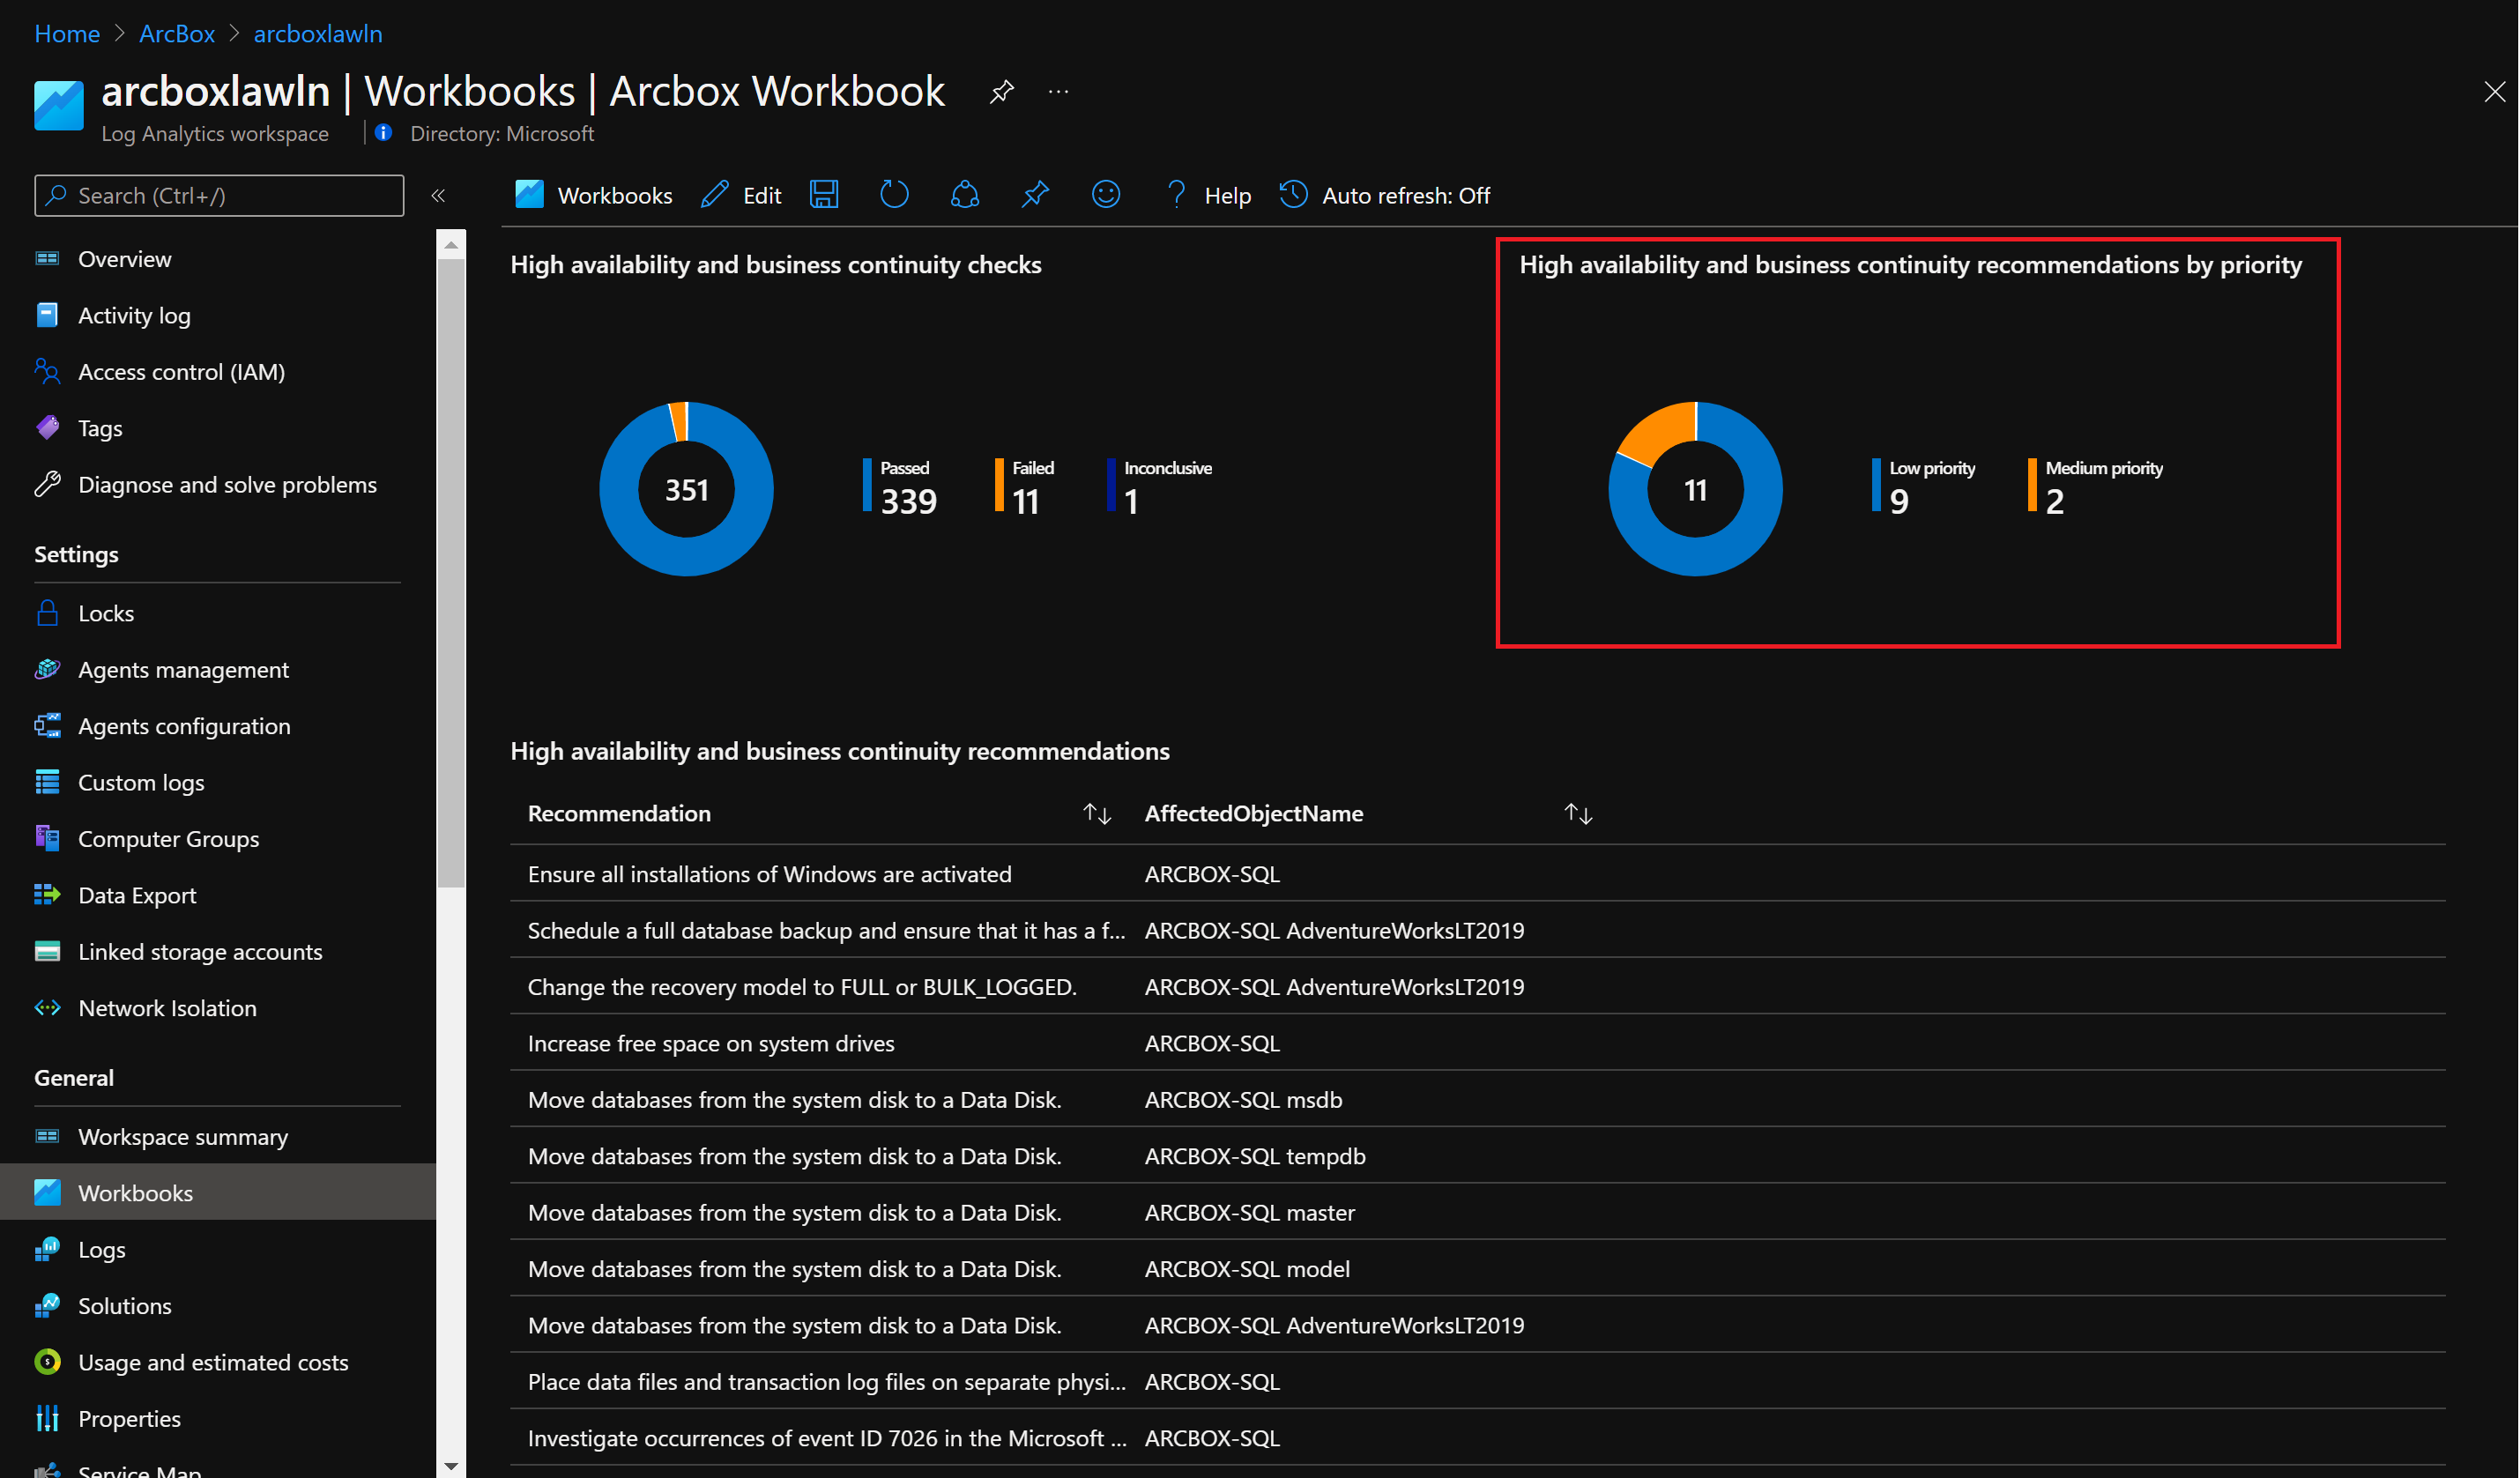 Home > ArcBox > arcboxlawln
arcboxlawln | Workbooks | Arcbox Workbook ...
Log Analytics workspace | Directory: Microsoft
Search (Ctrl+/)
«
Overview
Activity log
Access control (IAM)
Tags
Diagnose and solve problems
Settings
Locks
Agents management
Agents configuration
Custom logs
Computer Groups
Data Export
Linked storage accounts
Network Isolation
General
Workspace summary
Workbooks
Logs
Solutions
Usage and estimated costs
Properties
Service Map
Workbooks Edit ? Help Auto refresh: Off
High availability and business continuity checks
351
Passed
339
Failed
11
Inconclusive
1
High availability and business continuity recommendations by priority
11
Low priority
9
Medium priority
2
High availability and business continuity recommendations
Recommendation ↑↓ AffectedObjectName ↑↓
Ensure all installations of Windows are activated ARCBOX-SQL
Schedule a full database backup and ensure that it has a f... ARCBOX-SQL AdventureWorksLT2019
Change the recovery model to FULL or BULK_LOGGED. ARCBOX-SQL AdventureWorksLT2019
Increase free space on system drives ARCBOX-SQL
Move databases from the system disk to a Data Disk. ARCBOX-SQL msdb
Move databases from the system disk to a Data Disk. ARCBOX-SQL tempdb
Move databases from the system disk to a Data Disk. ARCBOX-SQL master
Move databases from the system disk to a Data Disk. ARCBOX-SQL model
Move databases from the system disk to a Data Disk. ARCBOX-SQL AdventureWorksLT2019
Place data files and transaction log files on separate physi... ARCBOX-SQL
Investigate occurrences of event ID 7026 in the Microsoft ... ARCBOX-SQL